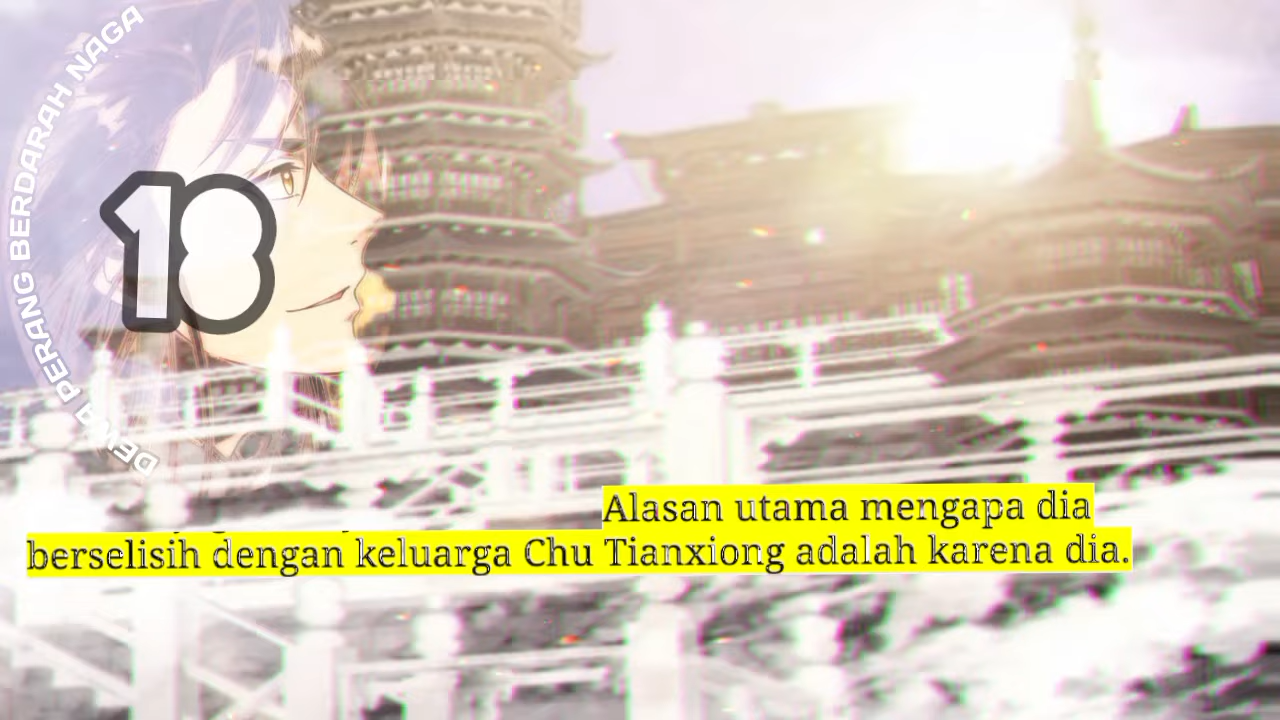 DEWA PERANG BERDARAH NAGA
18
Alasan utama mengapa dia
berselisih dengan keluarga Chu Tianxiong adalah karena dia.